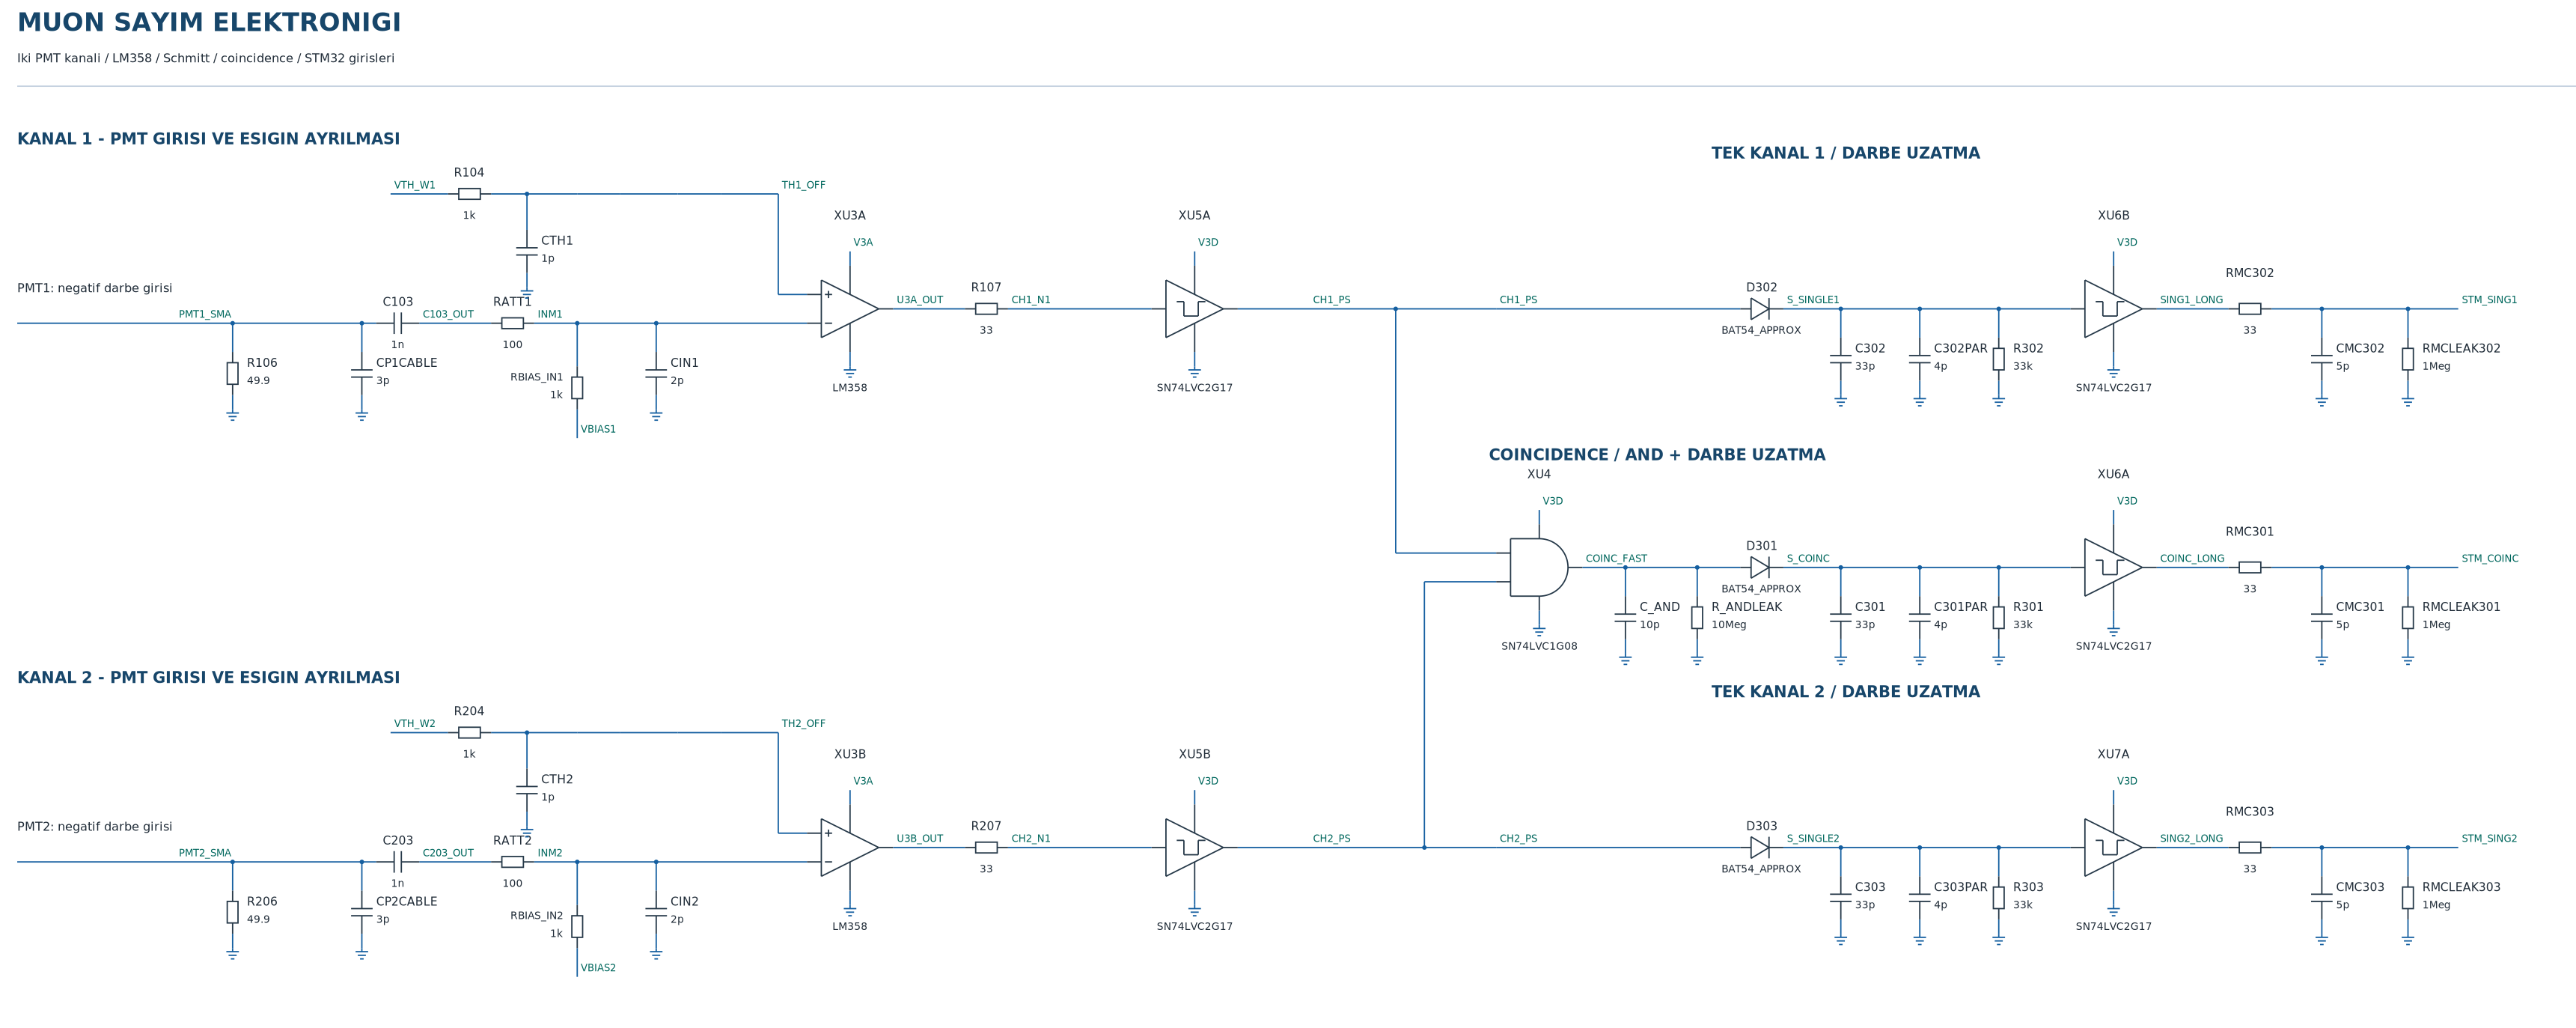 MUON SAYIM ELEKTRONIGI
Iki PMT kanali / LM358 / Schmitt / coincidence / STM32 girisleri
KANAL 1 - PMT GIRISI VE ESIGIN AYRILMASI
TEK KANAL 1 / DARBE UZATMA
R104
VTH_W1
TH1_OFF
1k
XU3A
XU5A
XU6B
CTH1
1p
V3A
V3D
V3D
PMT1: negatif darbe girisi
RMC302
PMT1_SMA
C103
C103_OUT
RATT1
INM1
+
−
U3A_OUT
R107
CH1_N1
CH1_PS
CH1_PS
D302
S_SINGLE1
SING1_LONG
STM_SING1
1n
100
33
BAT54_APPROX
33
R106
49.9
CP1CABLE
3p
RBIAS_IN1
1k
CIN1
2p
LM358
SN74LVC2G17
C302
33p
C302PAR
4p
R302
33k
SN74LVC2G17
CMC302
5p
RMCLEAK302
1Meg
VBIAS1
COINCIDENCE / AND + DARBE UZATMA
XU4
XU6A
V3D
V3D
RMC301
COINC_FAST
D301
S_COINC
COINC_LONG
STM_COINC
BAT54_APPROX
33
C_AND
10p
R_ANDLEAK
10Meg
C301
33p
C301PAR
4p
R301
33k
CMC301
5p
RMCLEAK301
1Meg
SN74LVC1G08
SN74LVC2G17
KANAL 2 - PMT GIRISI VE ESIGIN AYRILMASI
TEK KANAL 2 / DARBE UZATMA
R204
VTH_W2
TH2_OFF
1k
XU3B
XU5B
XU7A
CTH2
1p
V3A
V3D
V3D
PMT2: negatif darbe girisi
RMC303
PMT2_SMA
C203
C203_OUT
RATT2
INM2
+
−
U3B_OUT
R207
CH2_N1
CH2_PS
CH2_PS
D303
S_SINGLE2
SING2_LONG
STM_SING2
1n
100
33
BAT54_APPROX
33
R206
49.9
CP2CABLE
3p
RBIAS_IN2
1k
CIN2
2p
LM358
SN74LVC2G17
C303
33p
C303PAR
4p
R303
33k
SN74LVC2G17
CMC303
5p
RMCLEAK303
1Meg
VBIAS2